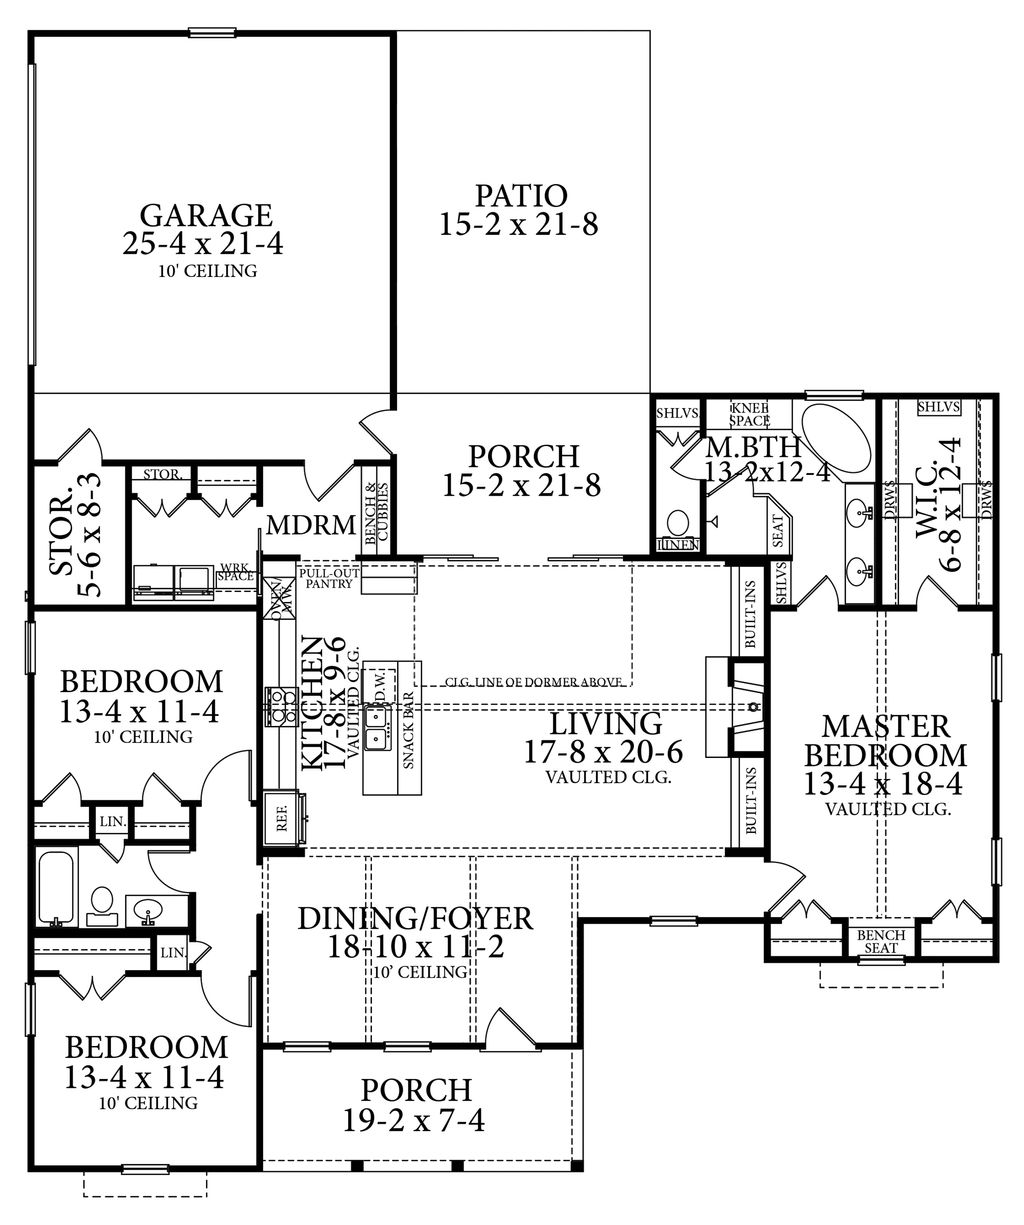 GARAGE
25-4 x 21-4
10' CEILING
PATIO
15-2 x 21-8
PORCH
15-2 x 21-8
SHLVS
KNEE
SPACE
M.BTH
13-2x12-4
SEAT
LINEN
SHLVS
SHLVS
W.I.C.
6-8 x 12-4
DRWS
DRWS
STOR.
5-6 x 8-3
STOR.
MDRM
BENCH &
CUBBIES
WRK
SPACE
PULL-OUT
PANTRY
OVEN/
MW.
BUILT-INS
BEDROOM
13-4 x 11-4
10' CEILING
KITCHEN
17-8 x 9-6
VAULTED CLG.
D.W.
SNACK BAR
REF.
CLG. LINE OF DORMER ABOVE
LIVING
17-8 x 20-6
VAULTED CLG.
BUILT-INS
MASTER
BEDROOM
13-4 x 18-4
VAULTED CLG.
LIN.
LIN.
DINING/FOYER
18-10 x 11-2
10' CEILING
BENCH
SEAT
BEDROOM
13-4 x 11-4
10' CEILING
PORCH
19-2 x 7-4